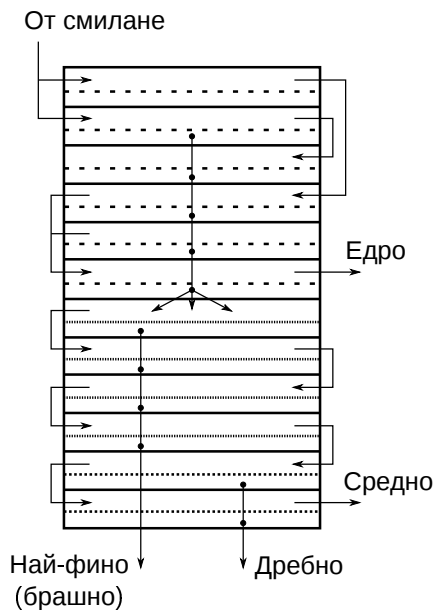 От смилане
Едро
Средно
Най-фино
(брашно)
Дребно